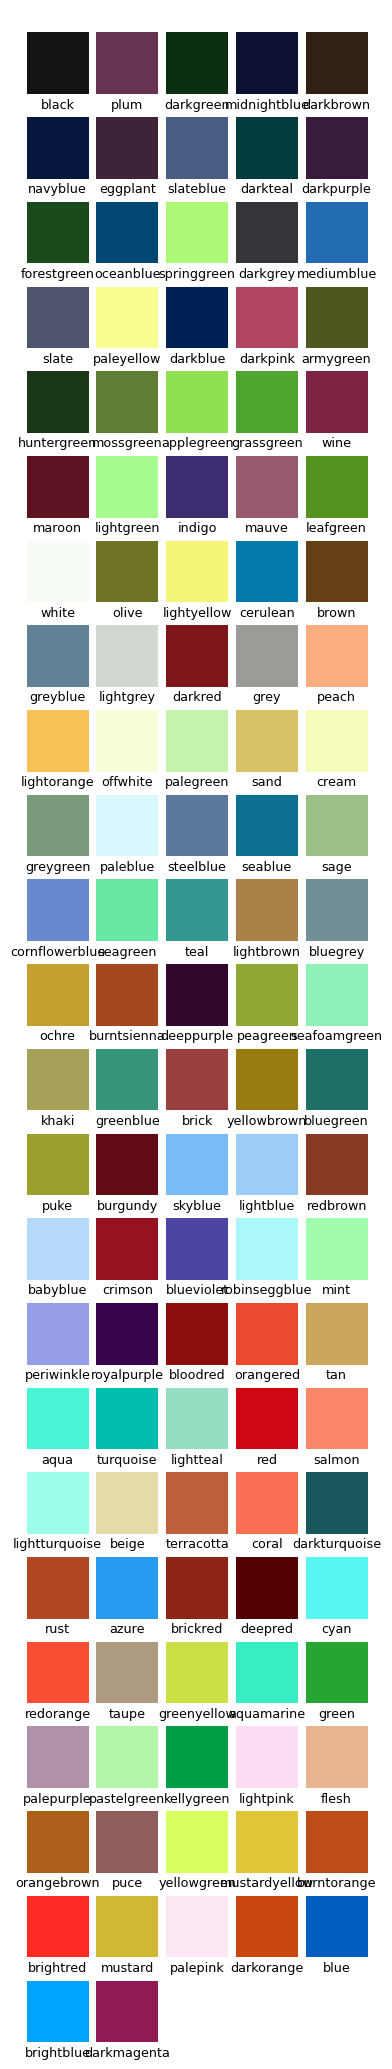 black plum darkgreen midnightblue darkbrown
navyblue eggplant slateblue darkteal darkpurple
forestgreen oceanblue springgreen darkgrey mediumblue
slate paleyellow darkblue darkpink armygreen
huntergreen mossgreen applegreen grassgreen wine
maroon lightgreen indigo mauve leafgreen
white olive lightyellow cerulean brown
greyblue lightgrey darkred grey peach
lightorange offwhite palegreen sand cream
greygreen paleblue steelblue seablue sage
cornflowerblue seagreen teal lightbrown bluegrey
ochre burntsienna deeppurple peagreen seafoamgreen
khaki greenblue brick yellowbrown bluegreen
puke burgundy skyblue lightblue redbrown
babyblue crimson blueviolet robinseggblue mint
periwinkle royalpurple bloodred orangered tan
aqua turquoise lightteal red salmon
lightturquoise beige terracotta coral darkturquoise
rust azure brickred deepred cyan
redorange taupe greenyellow aquamarine green
palepurple pastelgreen kellygreen lightpink flesh
orangebrown puce yellowgreen mustardyellow burntorange
brightred mustard palepink darkorange blue
brightblue darkmagenta